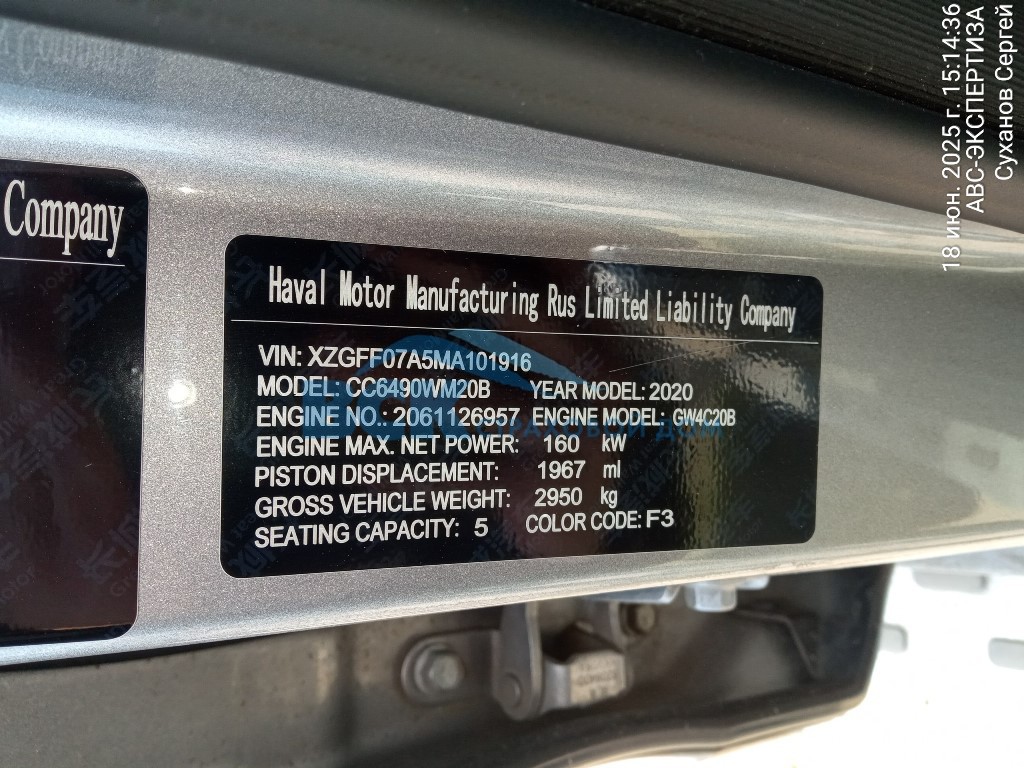 18 июн. 2025 г. 15:14:36
АВС-ЭКСПЕРТИЗА
Суханов Сергей
Company
Haval Motor Manufacturing Rus Limited Liability Company
VIN: XZGFF07A5MA101916
MODEL: CC6490WM20B YEAR MODEL: 2020
ENGINE NO.: 2061126957 ENGINE MODEL: GW4C20B
ENGINE MAX. NET POWER: 160 kW
PISTON DISPLACEMENT: 1967 ml
GROSS VEHICLE WEIGHT: 2950 kg
SEATING CAPACITY: 5 COLOR CODE: F3
СТРАХОВОЙ ДОМ